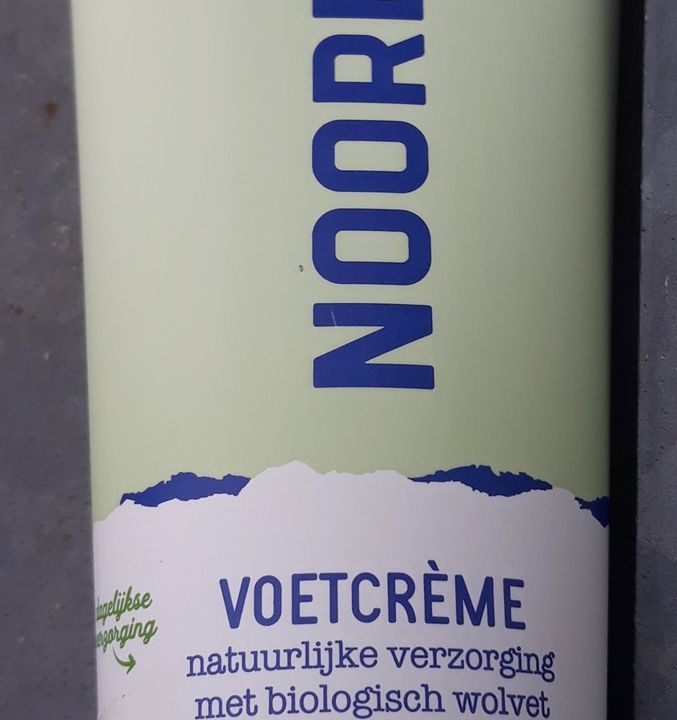 NOOR
VOETCRÈME
dagelijkse
verzorging
natuurlijke verzorging
met biologisch wolvet